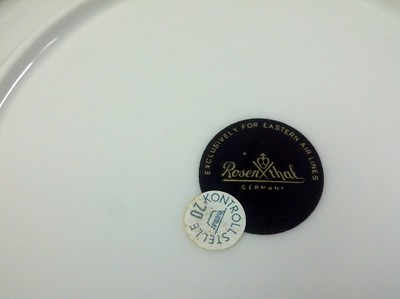 EXCLUSIVELY FOR EASTERN AIR LINES
Rosenthal
GERMANY
KONTROLLSTELLE 20